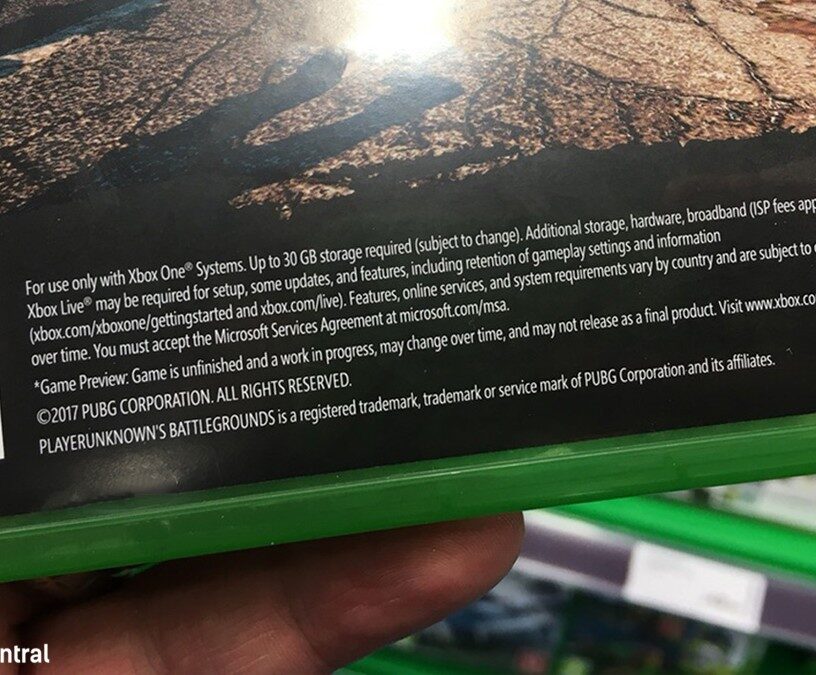 For use only with Xbox One® Systems. Up to 30 GB storage required (subject to change). Additional storage, hardware, broadband (ISP fees
Xbox Live® may be required for setup, some updates, and features, including retention of gameplay settings and information
(xbox.com/xboxone/gettingstarted and xbox.com/live). Features, online services, and system requirements vary by country and are subject to
over time. You must accept the Microsoft Services Agreement at microsoft.com/msa.
*Game Preview: Game is unfinished and a work in progress, may change over time, and may not release as a final product. Visit www.xbox.co
©2017 PUBG CORPORATION. ALL RIGHTS RESERVED.
PLAYERUNKNOWN'S BATTLEGROUNDS is a registered trademark, trademark or service mark of PUBG Corporation and its affiliates.
ntral